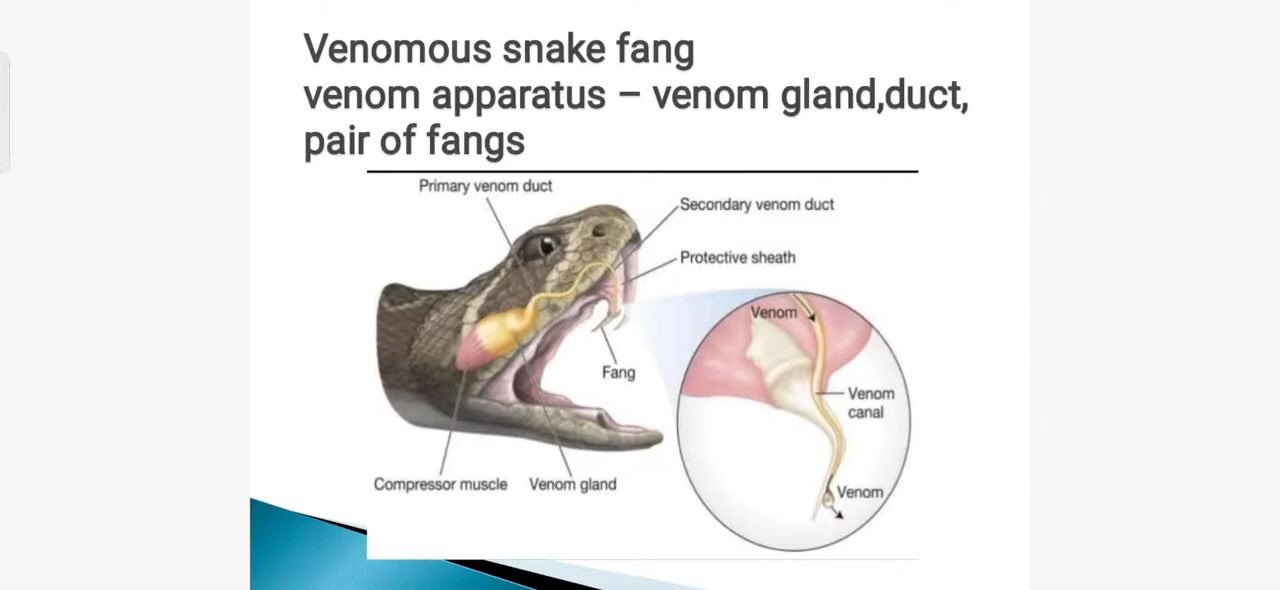 Venomous snake fang
venom apparatus – venom gland,duct,
pair of fangs
Primary venom duct
Secondary venom duct
Protective sheath
Venom
Fang
Venom
canal
Compressor muscle
Venom gland
Venom